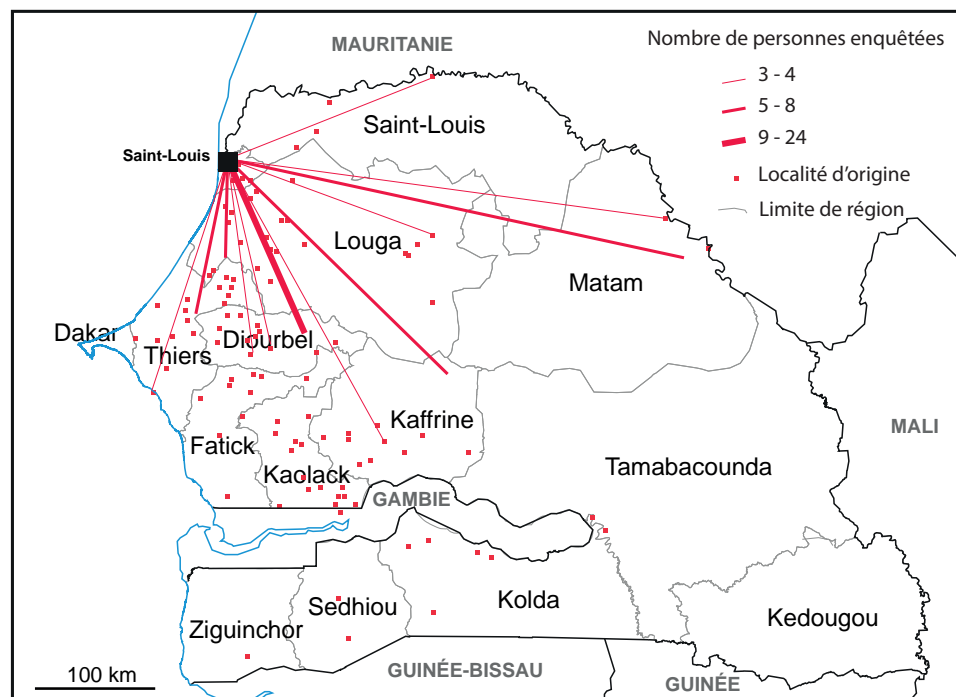 MAURITANIE
Nombre de personnes enquêtées
3 - 4
5 - 8
9 - 24
Localité d'origine
Limite de région
Saint-Louis
Saint-Louis
Louga
Matam
Dakar
Thiers
Diourbel
Kaffrine
MALI
Fatick
Kaolack
Tamabacounda
GAMBIE
Sedhiou
Kolda
Kedougou
Ziguinchor
100 km
GUINÉE-BISSAU
GUINÉE